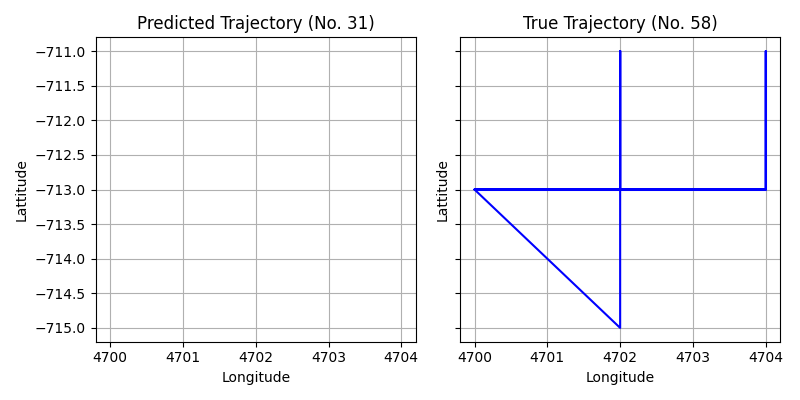 Predicted Trajectory (No. 31)
True Trajectory (No. 58)
Lattitude
−711.0
−711.5
−712.0
−712.5
−713.0
−713.5
−714.0
−714.5
−715.0
4700 4701 4702 4703 4704
Longitude
Lattitude
4700 4701 4702 4703 4704
Longitude